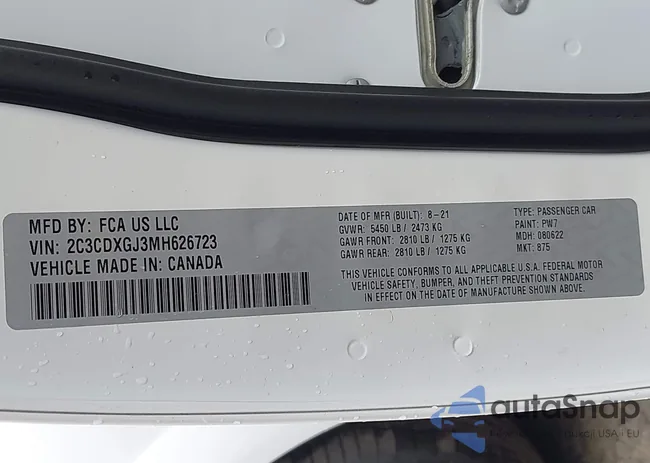 MFD BY: FCA US LLC
VIN: 2C3CDXGJ3MH626723
VEHICLE MADE IN: CANADA
DATE OF MFR (BUILT): 8-21
GVWR: 5450 LB / 2473 KG
GAWR FRONT: 2810 LB / 1275 KG
GAWR REAR: 2810 LB / 1275 KG
TYPE: PASSENGER CAR
PAINT: PW7
MDH: 080622
MKT: 875
THIS VEHICLE CONFORMS TO ALL APPLICABLE U.S.A. FEDERAL MOTOR
VEHICLE SAFETY, BUMPER, AND THEFT PREVENTION STANDARDS
IN EFFECT ON THE DATE OF MANUFACTURE SHOWN ABOVE.
autoSnap
aukcji USA i EU